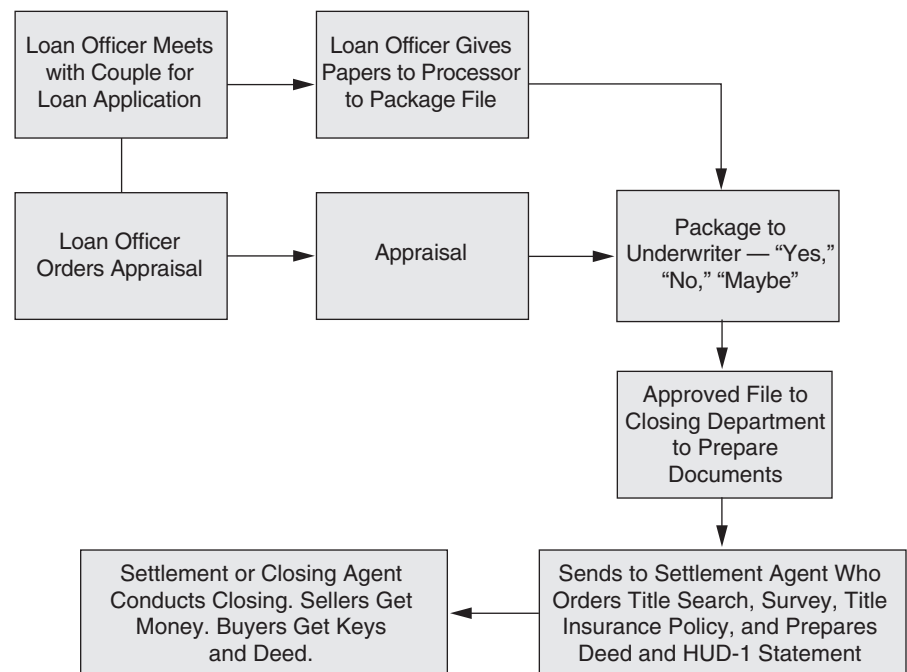 Loan Officer Meets
with Couple for
Loan Application
Loan Officer Gives
Papers to Processor
to Package File
Loan Officer
Orders Appraisal
Appraisal
Package to
Underwriter — “Yes,”
“No,” “Maybe”
Approved File to
Closing Department
to Prepare
Documents
Sends to Settlement Agent Who
Orders Title Search, Survey, Title
Insurance Policy, and Prepares
Deed and HUD-1 Statement
Settlement or Closing Agent
Conducts Closing. Sellers Get
Money. Buyers Get Keys
and Deed.